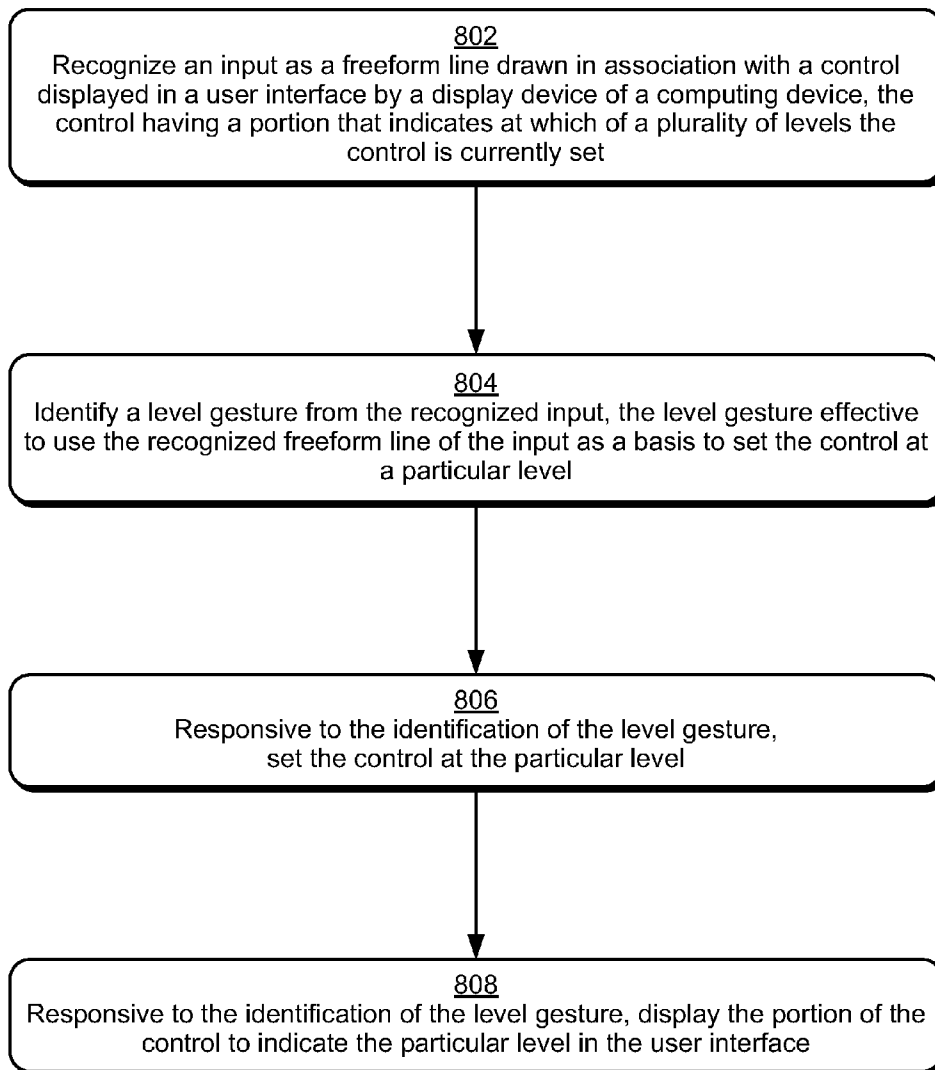 802
Recognize an input as a freeform line drawn in association with a control
displayed in a user interface by a display device of a computing device, the
control having a portion that indicates at which of a plurality of levels the
control is currently set
804
Identify a level gesture from the recognized input, the level gesture effective
to use the recognized freeform line of the input as a basis to set the control at
a particular level
806
Responsive to the identification of the level gesture,
set the control at the particular level
808
Responsive to the identification of the level gesture, display the portion of the
control to indicate the particular level in the user interface